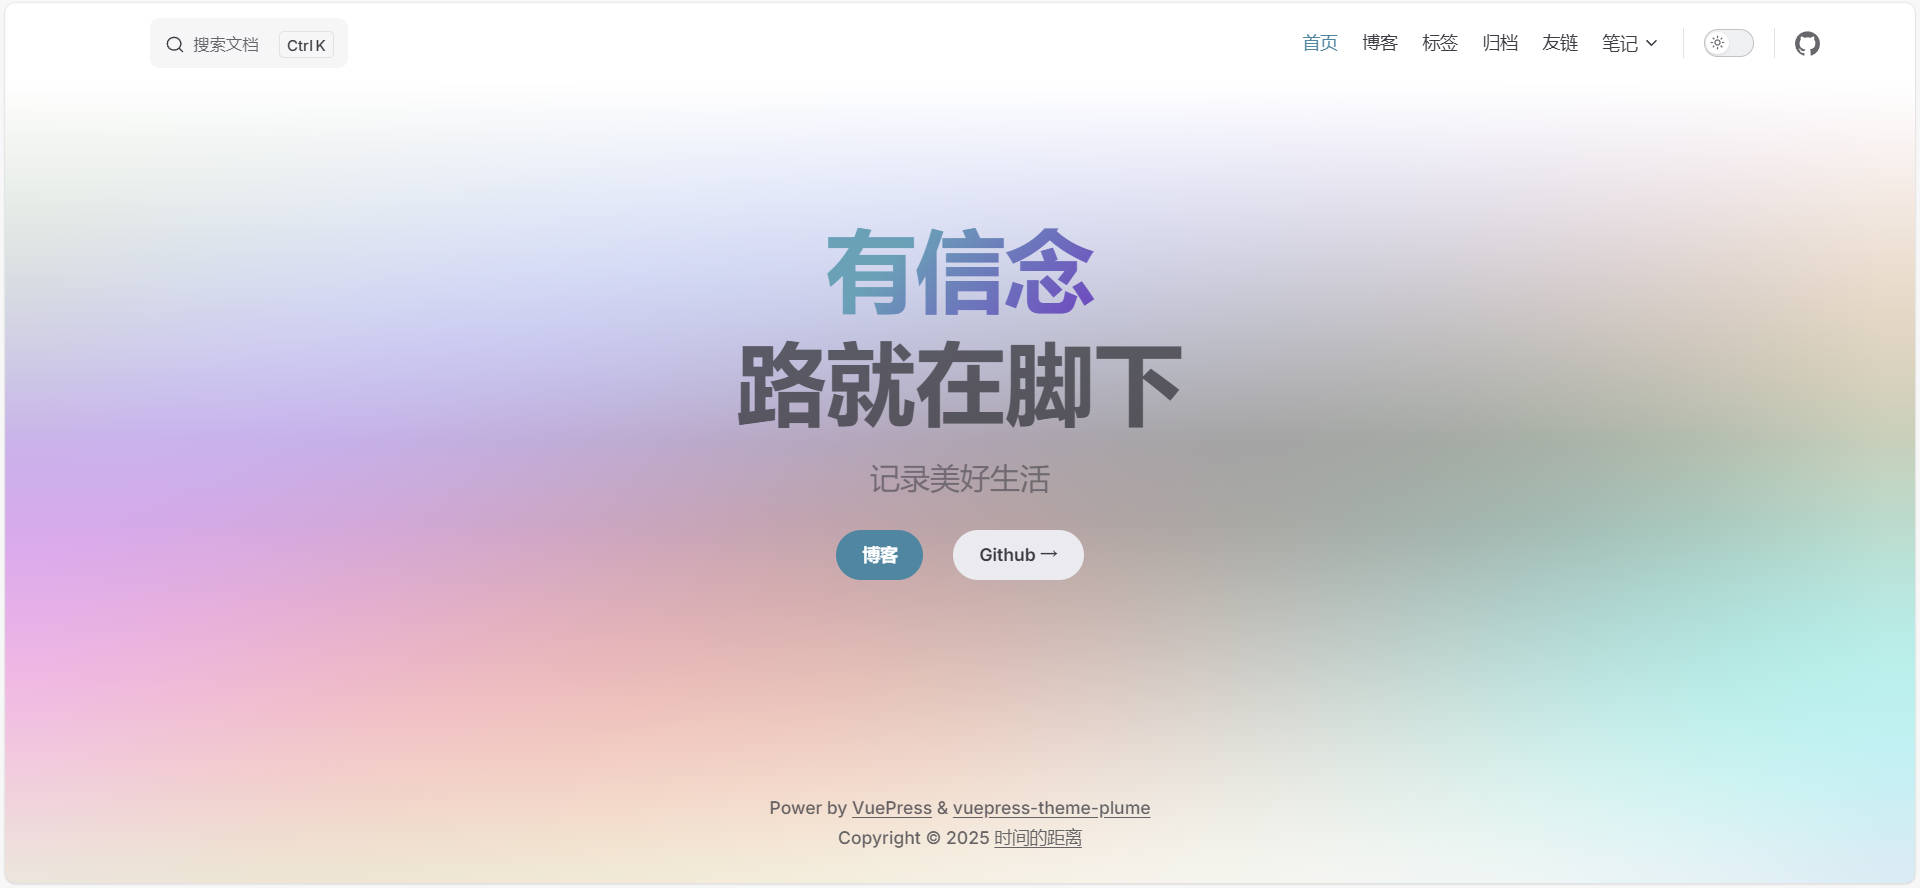 搜索文档 Ctrl K
首页 博客 标签 归档 友链 笔记
有信念
路就在脚下
记录美好生活
博客 Github →
Power by VuePress & vuepress-theme-plume
Copyright © 2025 时间的距离